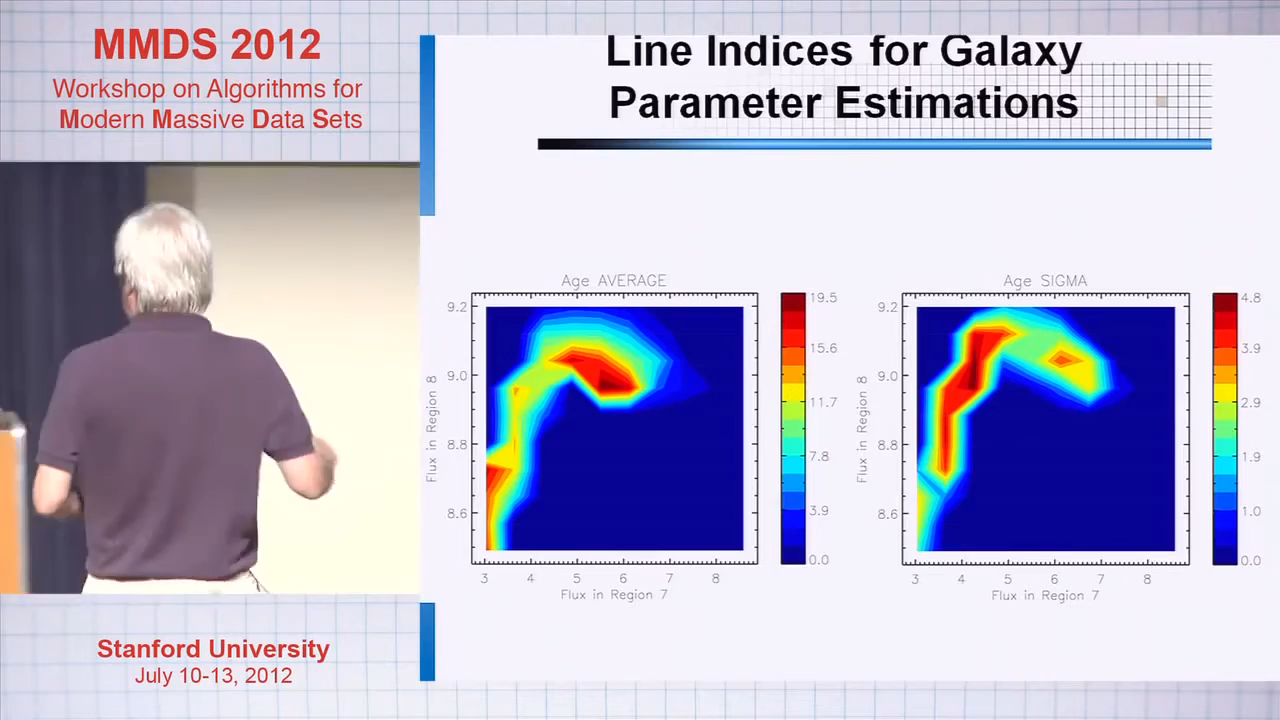 MMDS 2012
Workshop on Algorithms for
Modern Massive Data Sets
Line Indices for Galaxy
Parameter Estimations
Age AVERAGE
9.2
9.0
8.8
8.6
Flux in Region 8
3 4 5 6 7 8
Flux in Region 7
19.5
15.6
11.7
7.8
3.9
0.0
Age SIGMA
9.2
9.0
8.8
8.6
Flux in Region 8
3 4 5 6 7 8
Flux in Region 7
4.8
3.9
2.9
1.9
1.0
0.0
Stanford University
July 10-13, 2012